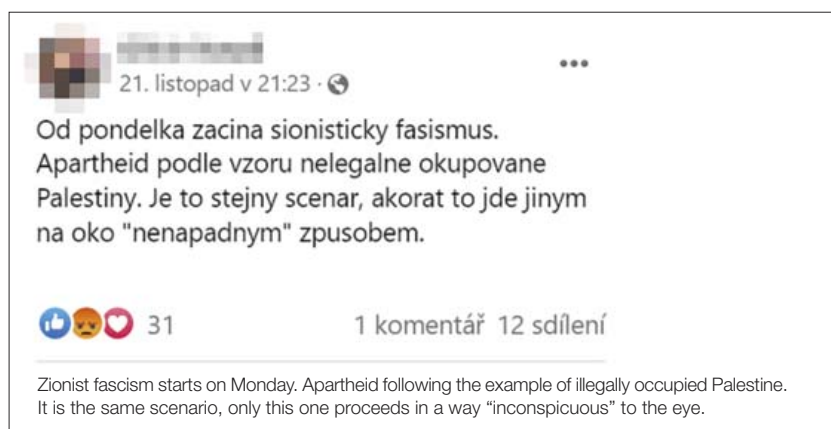 21. listopad v 21:23 ·
Od pondelka zacina sionisticky fasismus.
Apartheid podle vzoru nelegalne okupovane
Palestiny. Je to stejny scenar, akorat to jde jinym
na oko "nenapadnym" zpusobem.
31
1 komentář 12 sdílení
Zionist fascism starts on Monday. Apartheid following the example of illegally occupied Palestine.
It is the same scenario, only this one proceeds in a way “inconspicuous” to the eye.